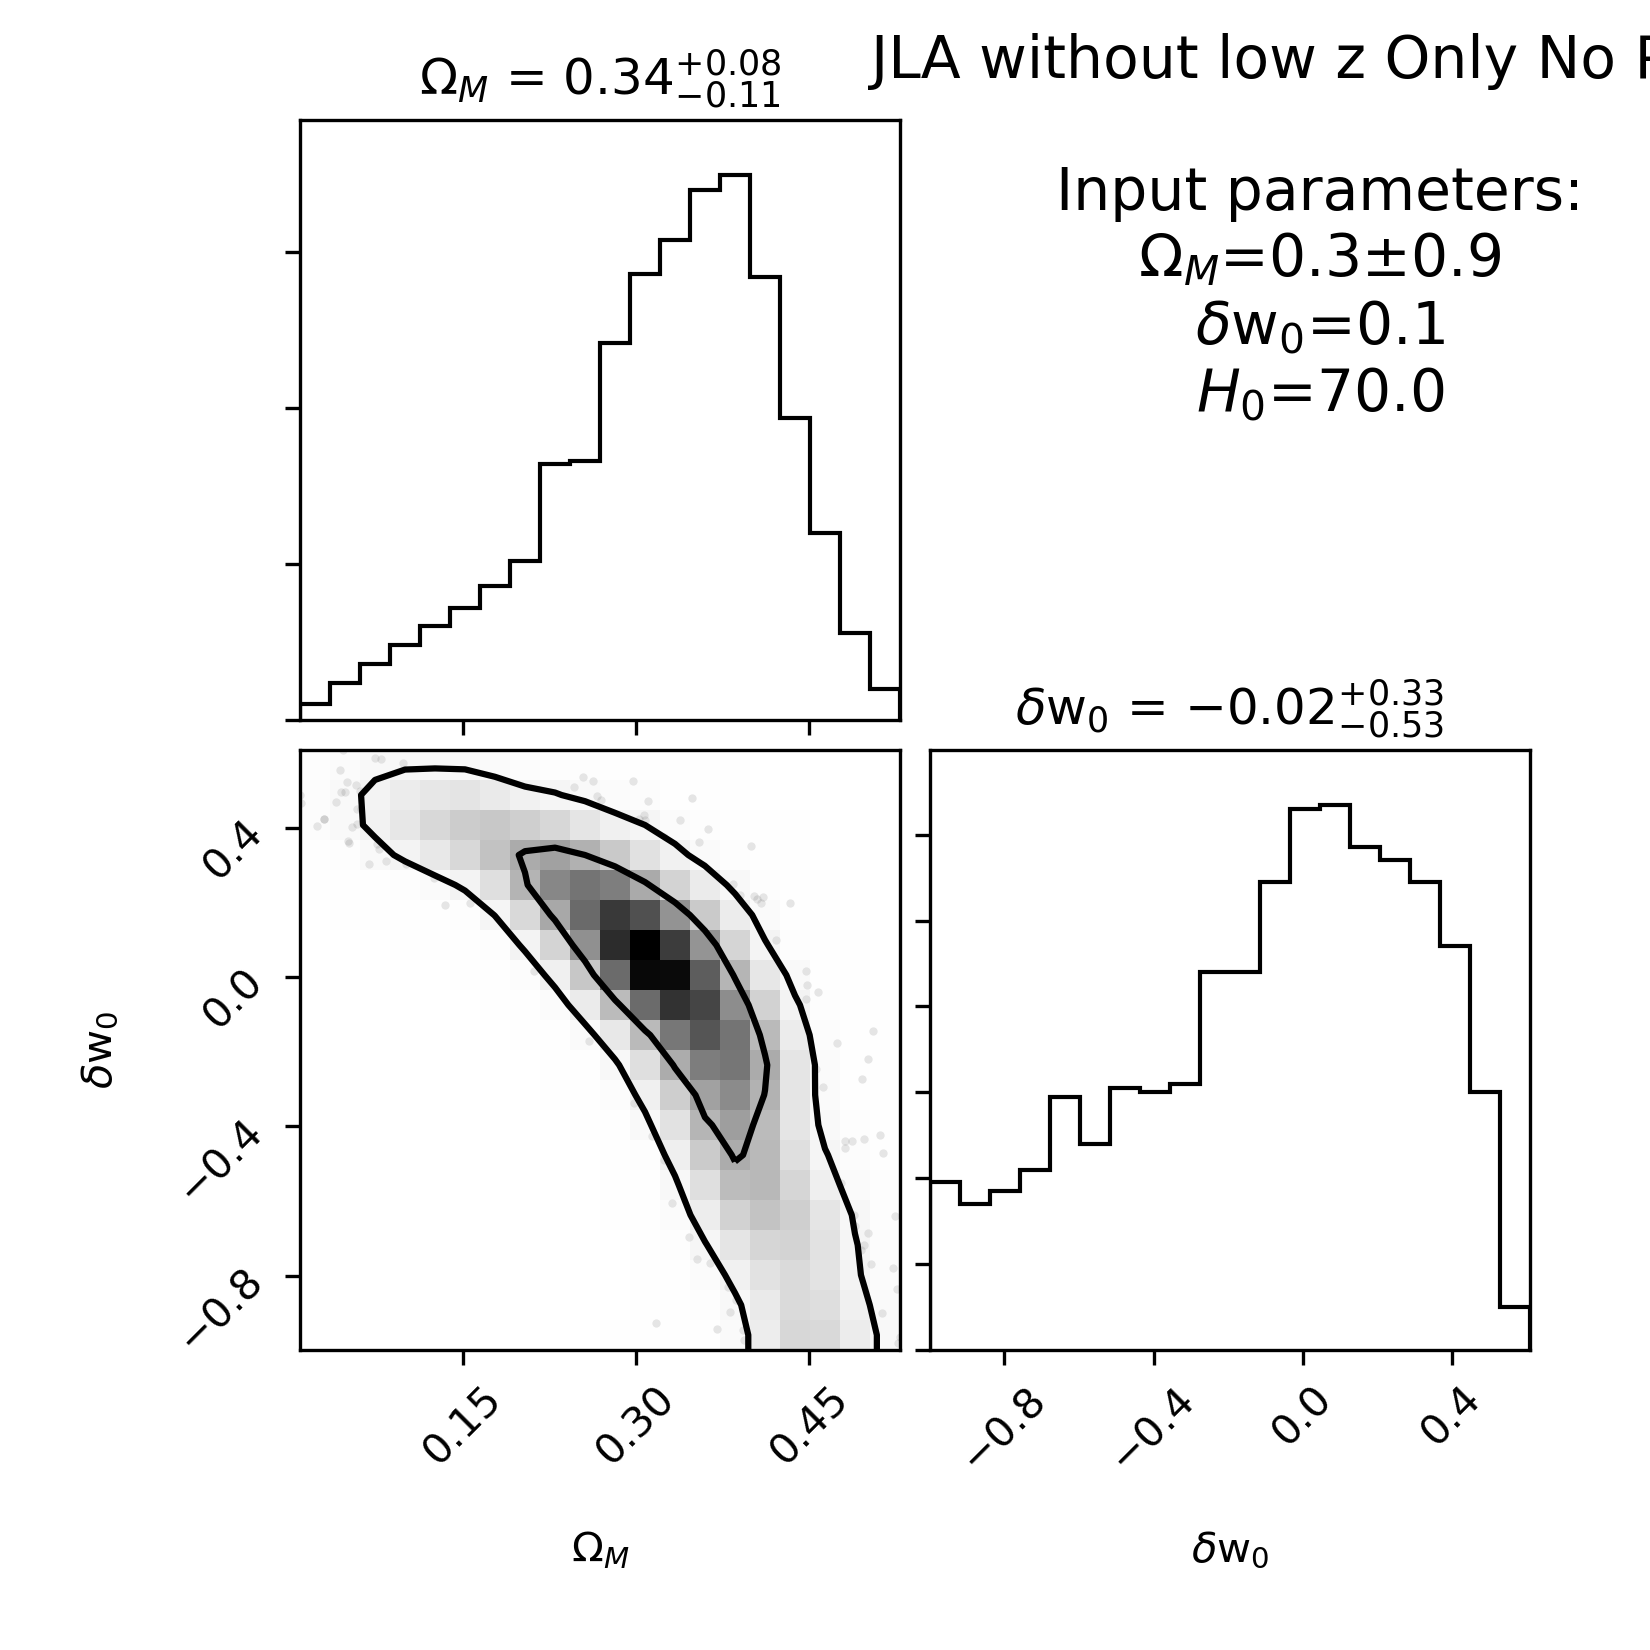 JLA without low z Only No
Ω_M = 0.34^{+0.08}_{−0.11}
Input parameters:
Ω_M=0.3±0.9
δw_0=0.1
H_0=70.0
δw_0 = −0.02^{+0.33}_{−0.53}
0.4
0.0
−0.4
−0.8
δw_0
0.15 0.30 0.45
−0.8 −0.4 0.0 0.4
Ω_M
δw_0